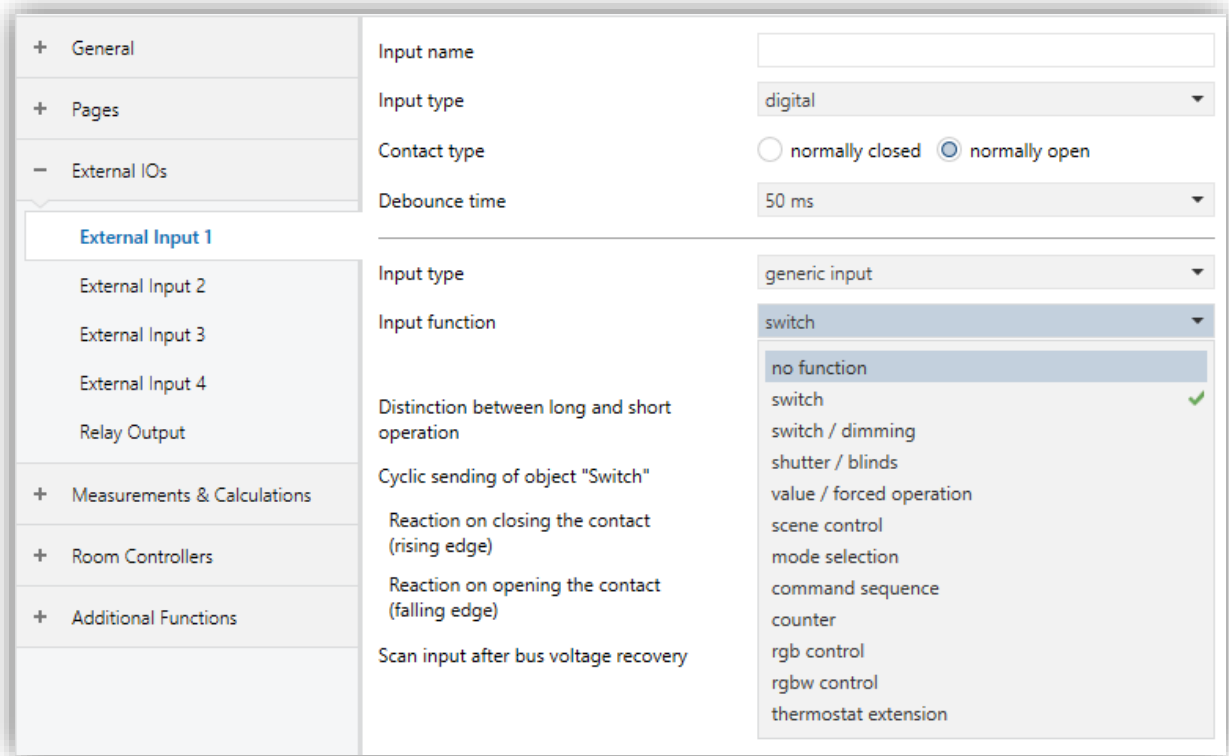 + General
+ Pages
− External IOs
External Input 1
External Input 2
External Input 3
External Input 4
Relay Output
+ Measurements & Calculations
+ Room Controllers
+ Additional Functions
Input name
Input type
digital
Contact type
normally closed
normally open
Debounce time
50 ms
Input type
generic input
Input function
switch
no function
switch
switch / dimming
shutter / blinds
value / forced operation
scene control
mode selection
command sequence
counter
rgb control
rgbw control
thermostat extension
Distinction between long and short
operation
Cyclic sending of object "Switch"
Reaction on closing the contact
(rising edge)
Reaction on opening the contact
(falling edge)
Scan input after bus voltage recovery